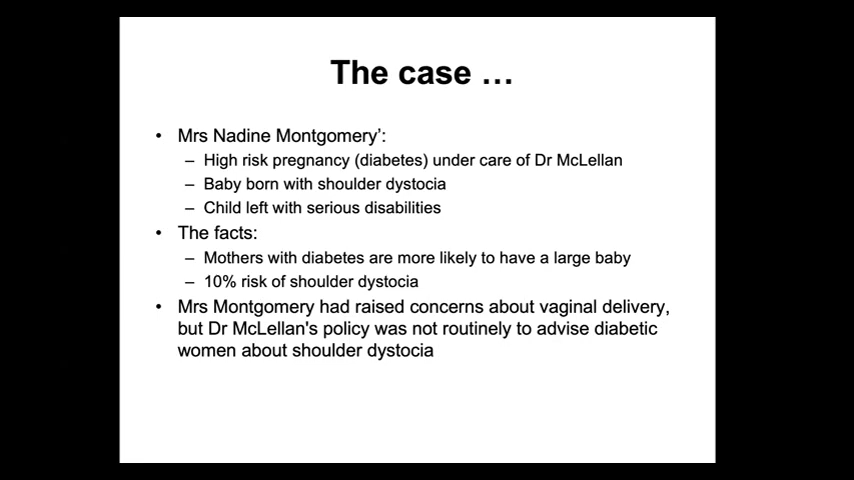 The case …
• Mrs Nadine Montgomery’:
– High risk pregnancy (diabetes) under care of Dr McLellan
– Baby born with shoulder dystocia
– Child left with serious disabilities
• The facts:
– Mothers with diabetes are more likely to have a large baby
– 10% risk of shoulder dystocia
• Mrs Montgomery had raised concerns about vaginal delivery,
but Dr McLellan's policy was not routinely to advise diabetic
women about shoulder dystocia